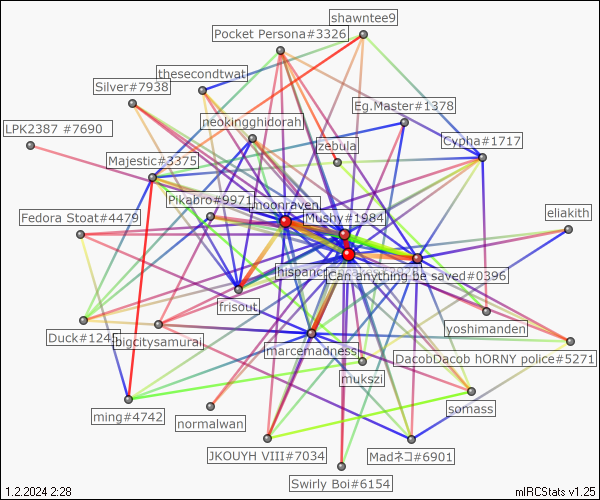 shawntee9
Pocket Persona#3326
thesecondtwat
Silver#7938
Eg.Master#1378
neokingghidorah
LPK2387 #7690
zebula
Cypha#1717
Majestic#3375
Pikabro#9971
moonraven
Mushy#1984
Fedora Stoat#4479
eliakith
Can anything be saved#0396
frisout
yoshimanden
Duck#124
bigcitysamurai
marcemadness
DacobDacob hORNY police#5271
mukszi
somass
ming#4742
normalwan
JKOUYH VIII#7034
Madネコ#6901
Swirly Boi#6154
1.2.2024 2:28
mIRCStats v1.25